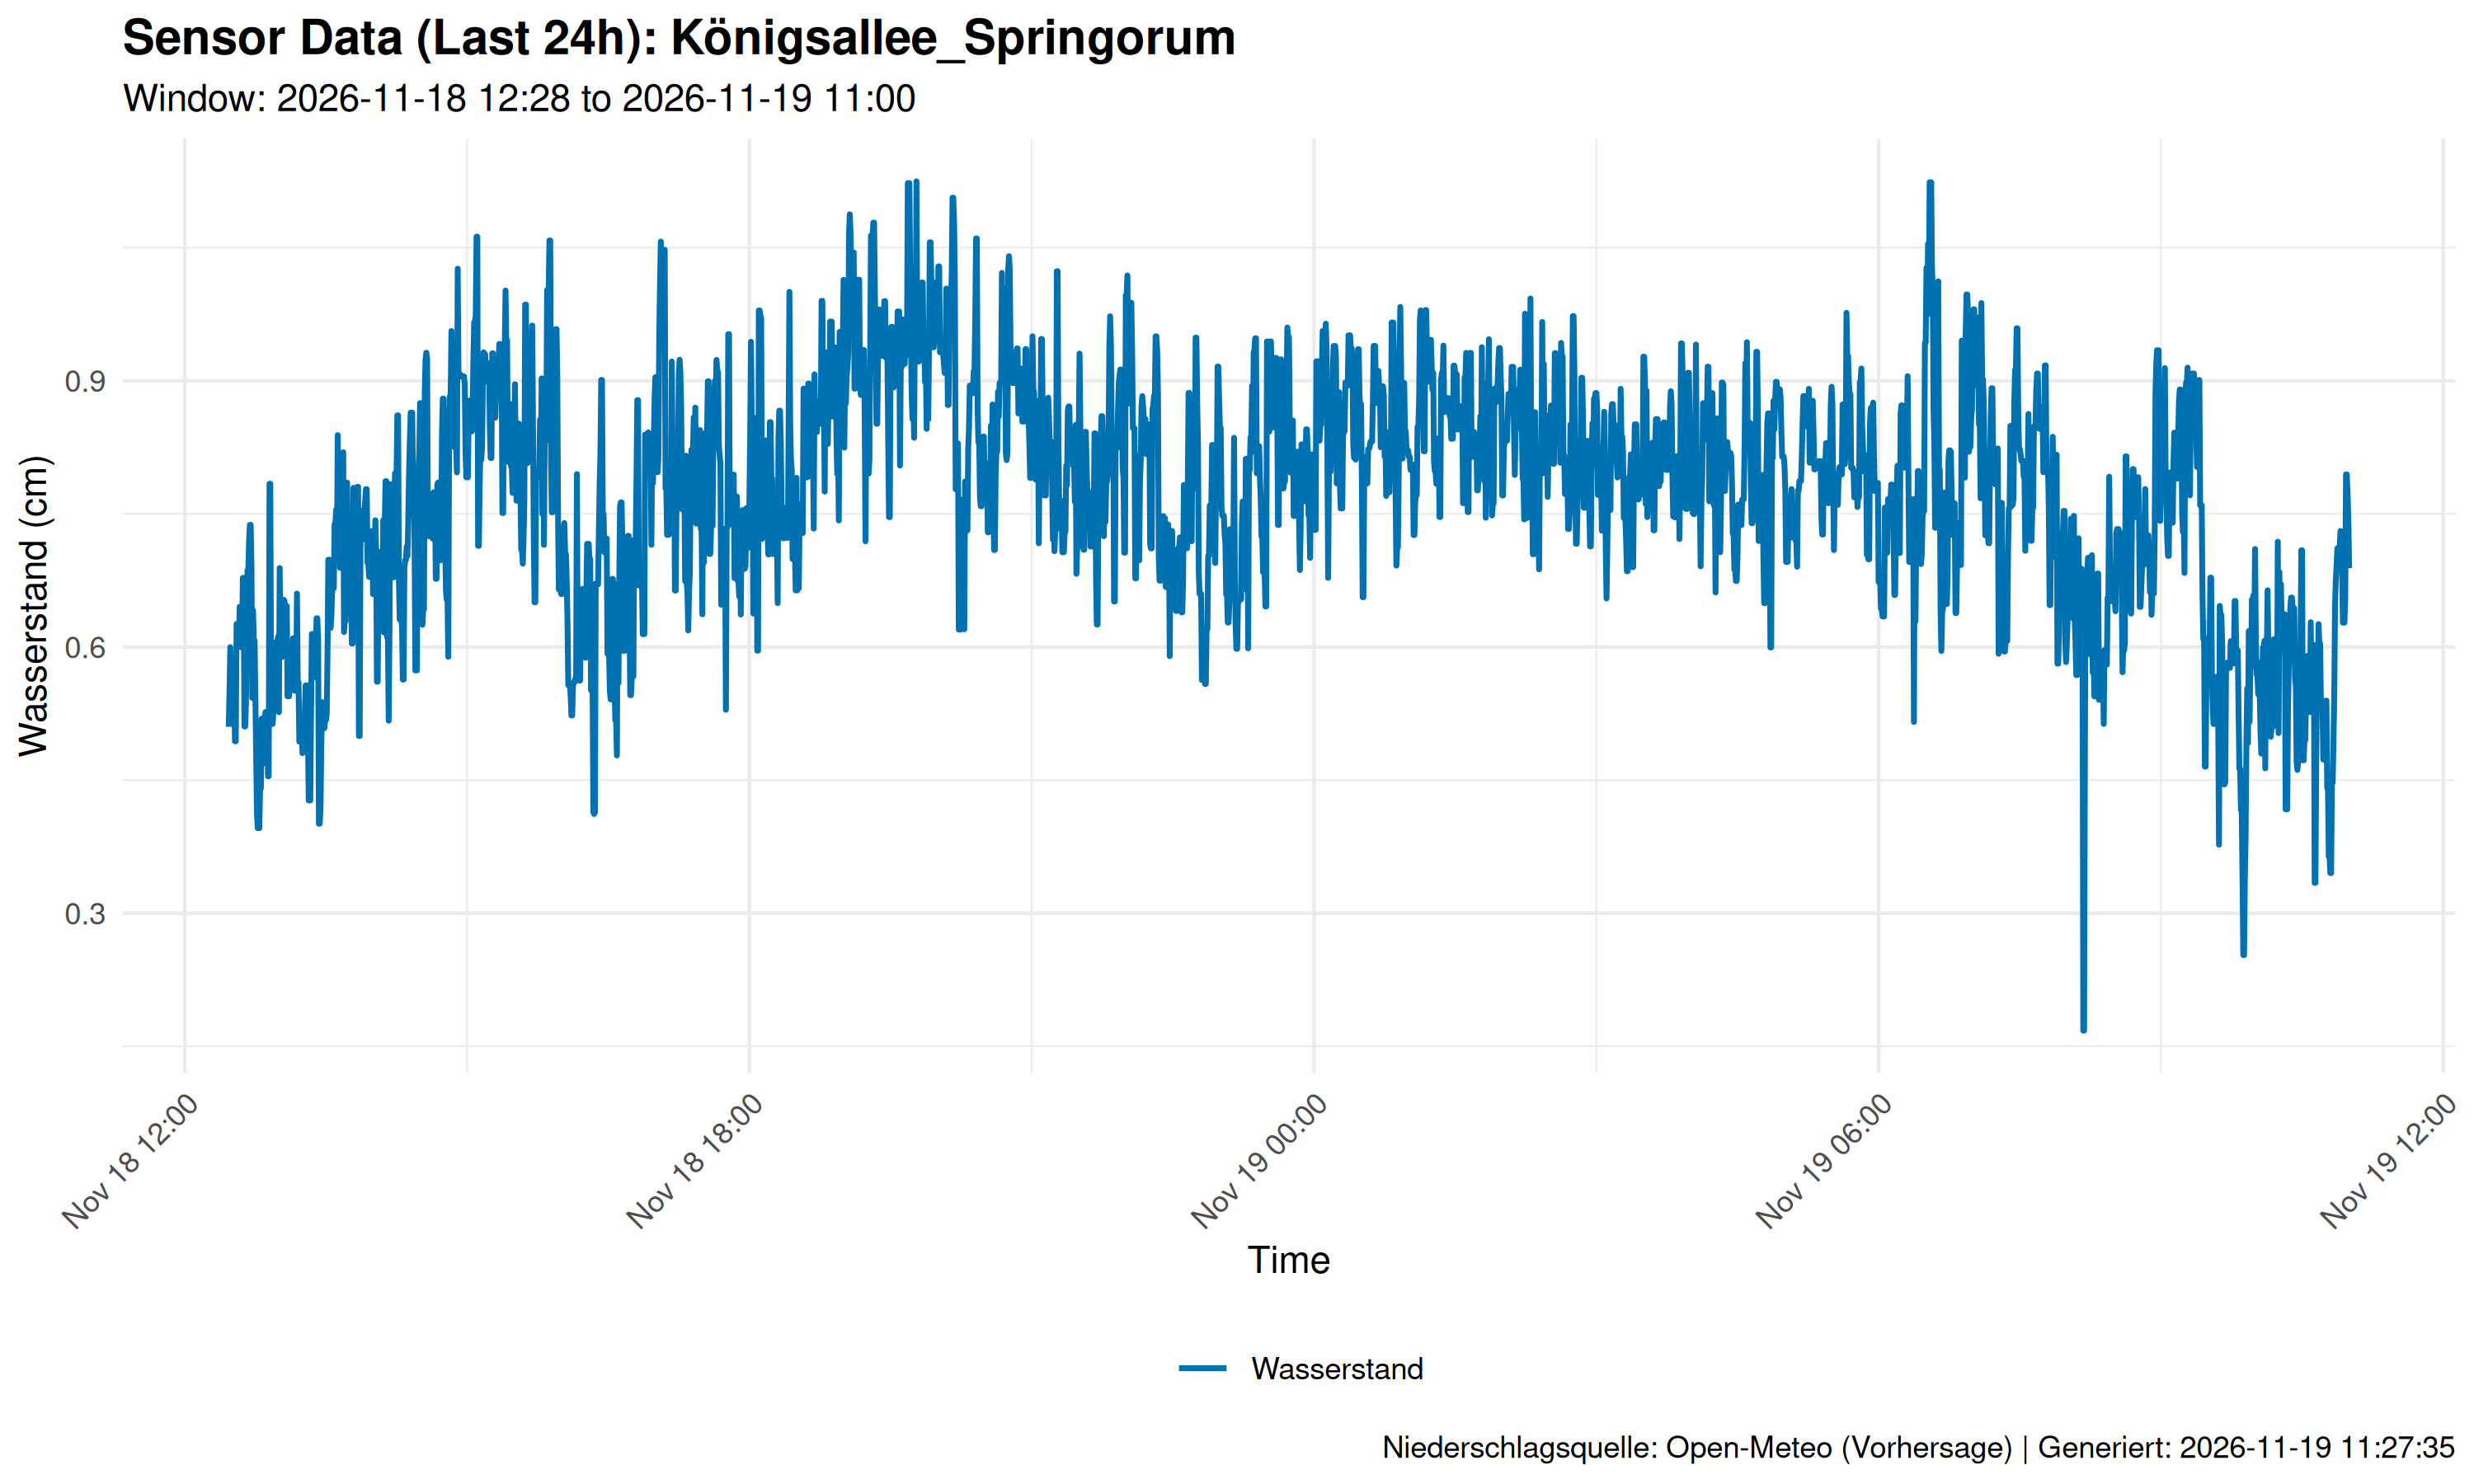 Sensor Data (Last 24h): Königsallee_Springorum
Window: 2026-11-18 12:28 to 2026-11-19 11:00
Wasserstand (cm)
0.9
0.6
0.3
Nov 18 12:00
Nov 18 18:00
Nov 19 00:00
Nov 19 06:00
Nov 19 12:00
Time
Wasserstand
Niederschlagsquelle: Open-Meteo (Vorhersage) | Generiert: 2026-11-19 11:27:35